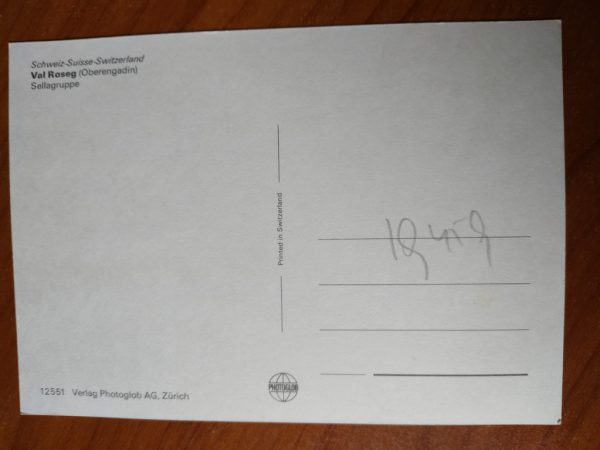 Schweiz-Suisse-Switzerland
Val Roseg (Oberengadin)
Sellagruppe
Printed in Switzerland
12551 Verlag Photoglob AG, Zürich
PHOTOGLOB